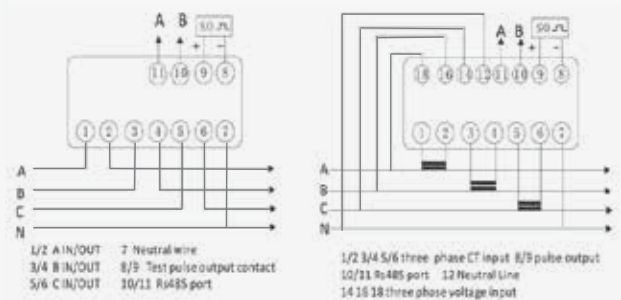 A B SO
+ -
11 10 9 8
1 2 3 4 5 6 7
A
B
C
N
1/2 A IN/OUT 7 Neutral wire
3/4 B IN/OUT 8/9 Test pulse output contact
5/6 C IN/OUT 10/11 Rs485 port
A B SO
+ -
18 16 14 12 11 10 9 8
1 2 3 4 5 6 7
A
B
C
N
1/2 3/4 5/6 three phase CT input 8/9 pulse output
10/11 Rs485 port 12 Neutral Line
14 16 18 three phase voltage input